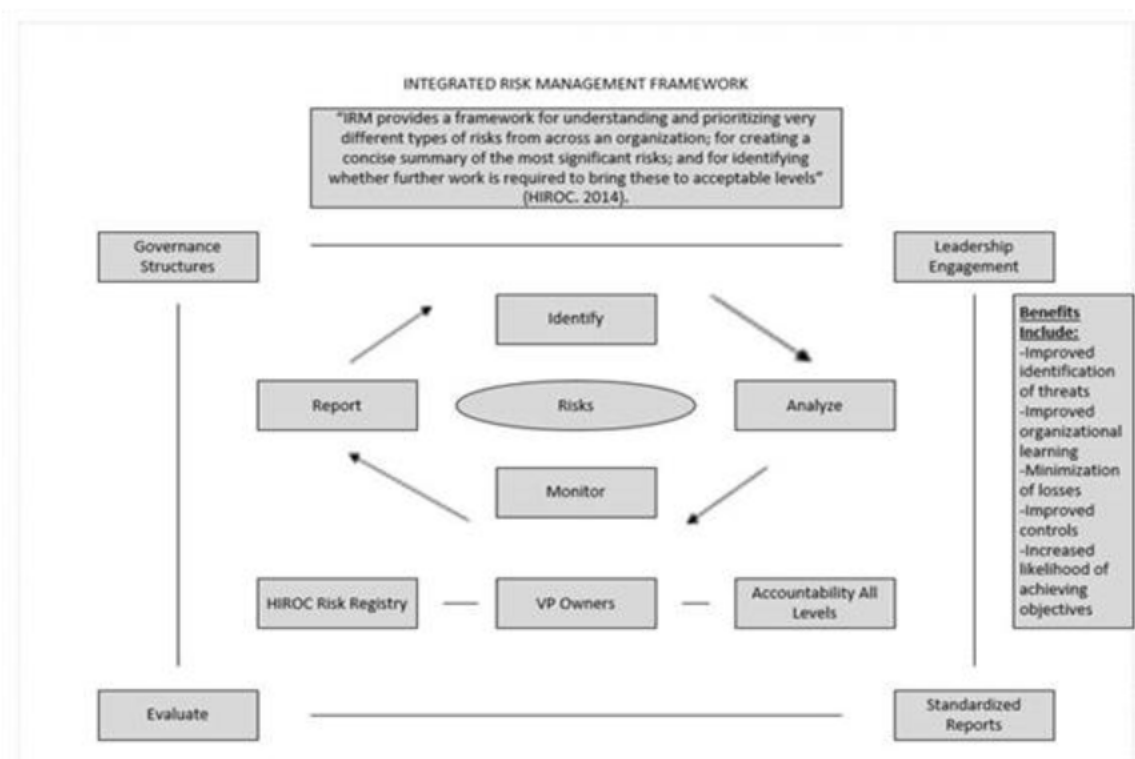 INTEGRATED RISK MANAGEMENT FRAMEWORK
“IRM provides a framework for understanding and prioritizing very
different types of risks from across an organization; for creating a
concise summary of the most significant risks; and for identifying
whether further work is required to bring these to acceptable levels”
(HIROC. 2014).
Governance
Structures
Leadership
Engagement
Identify
Report
Risks
Analyze
Monitor
HIROC Risk Registry
VP Owners
Accountability All
Levels
Benefits
Include:
-Improved
identification
of threats
-Improved
organizational
learning
-Minimization
of losses
-Improved
controls
-Increased
likelihood of
achieving
objectives
Evaluate
Standardized
Reports